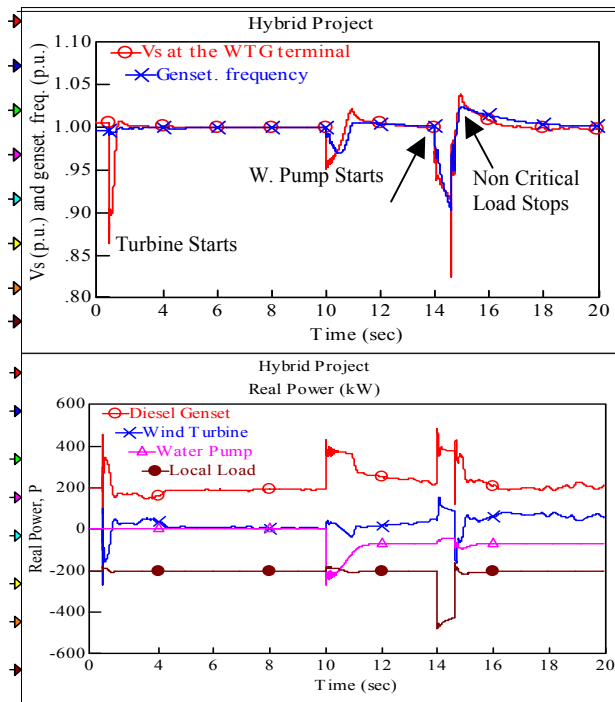 Hybrid Project
Vs at the WTG terminal
Genset. frequency
Vs (p.u.) and genset. freq. (p.u.)
1.10
1.05
1.00
.95
.90
.85
.80
W. Pump Starts
Non Critical
Load Stops
Turbine Starts
0 4 6 8 10 12 14 16 18 20
Time (sec)
Hybrid Project
Real Power (kW)
Diesel Genset
Wind Turbine
Water Pump
Local Load
Real Power, P
600
400
200
0
-200
-400
-600
0 4 6 8 10 12 14 16 20
Time (sec)